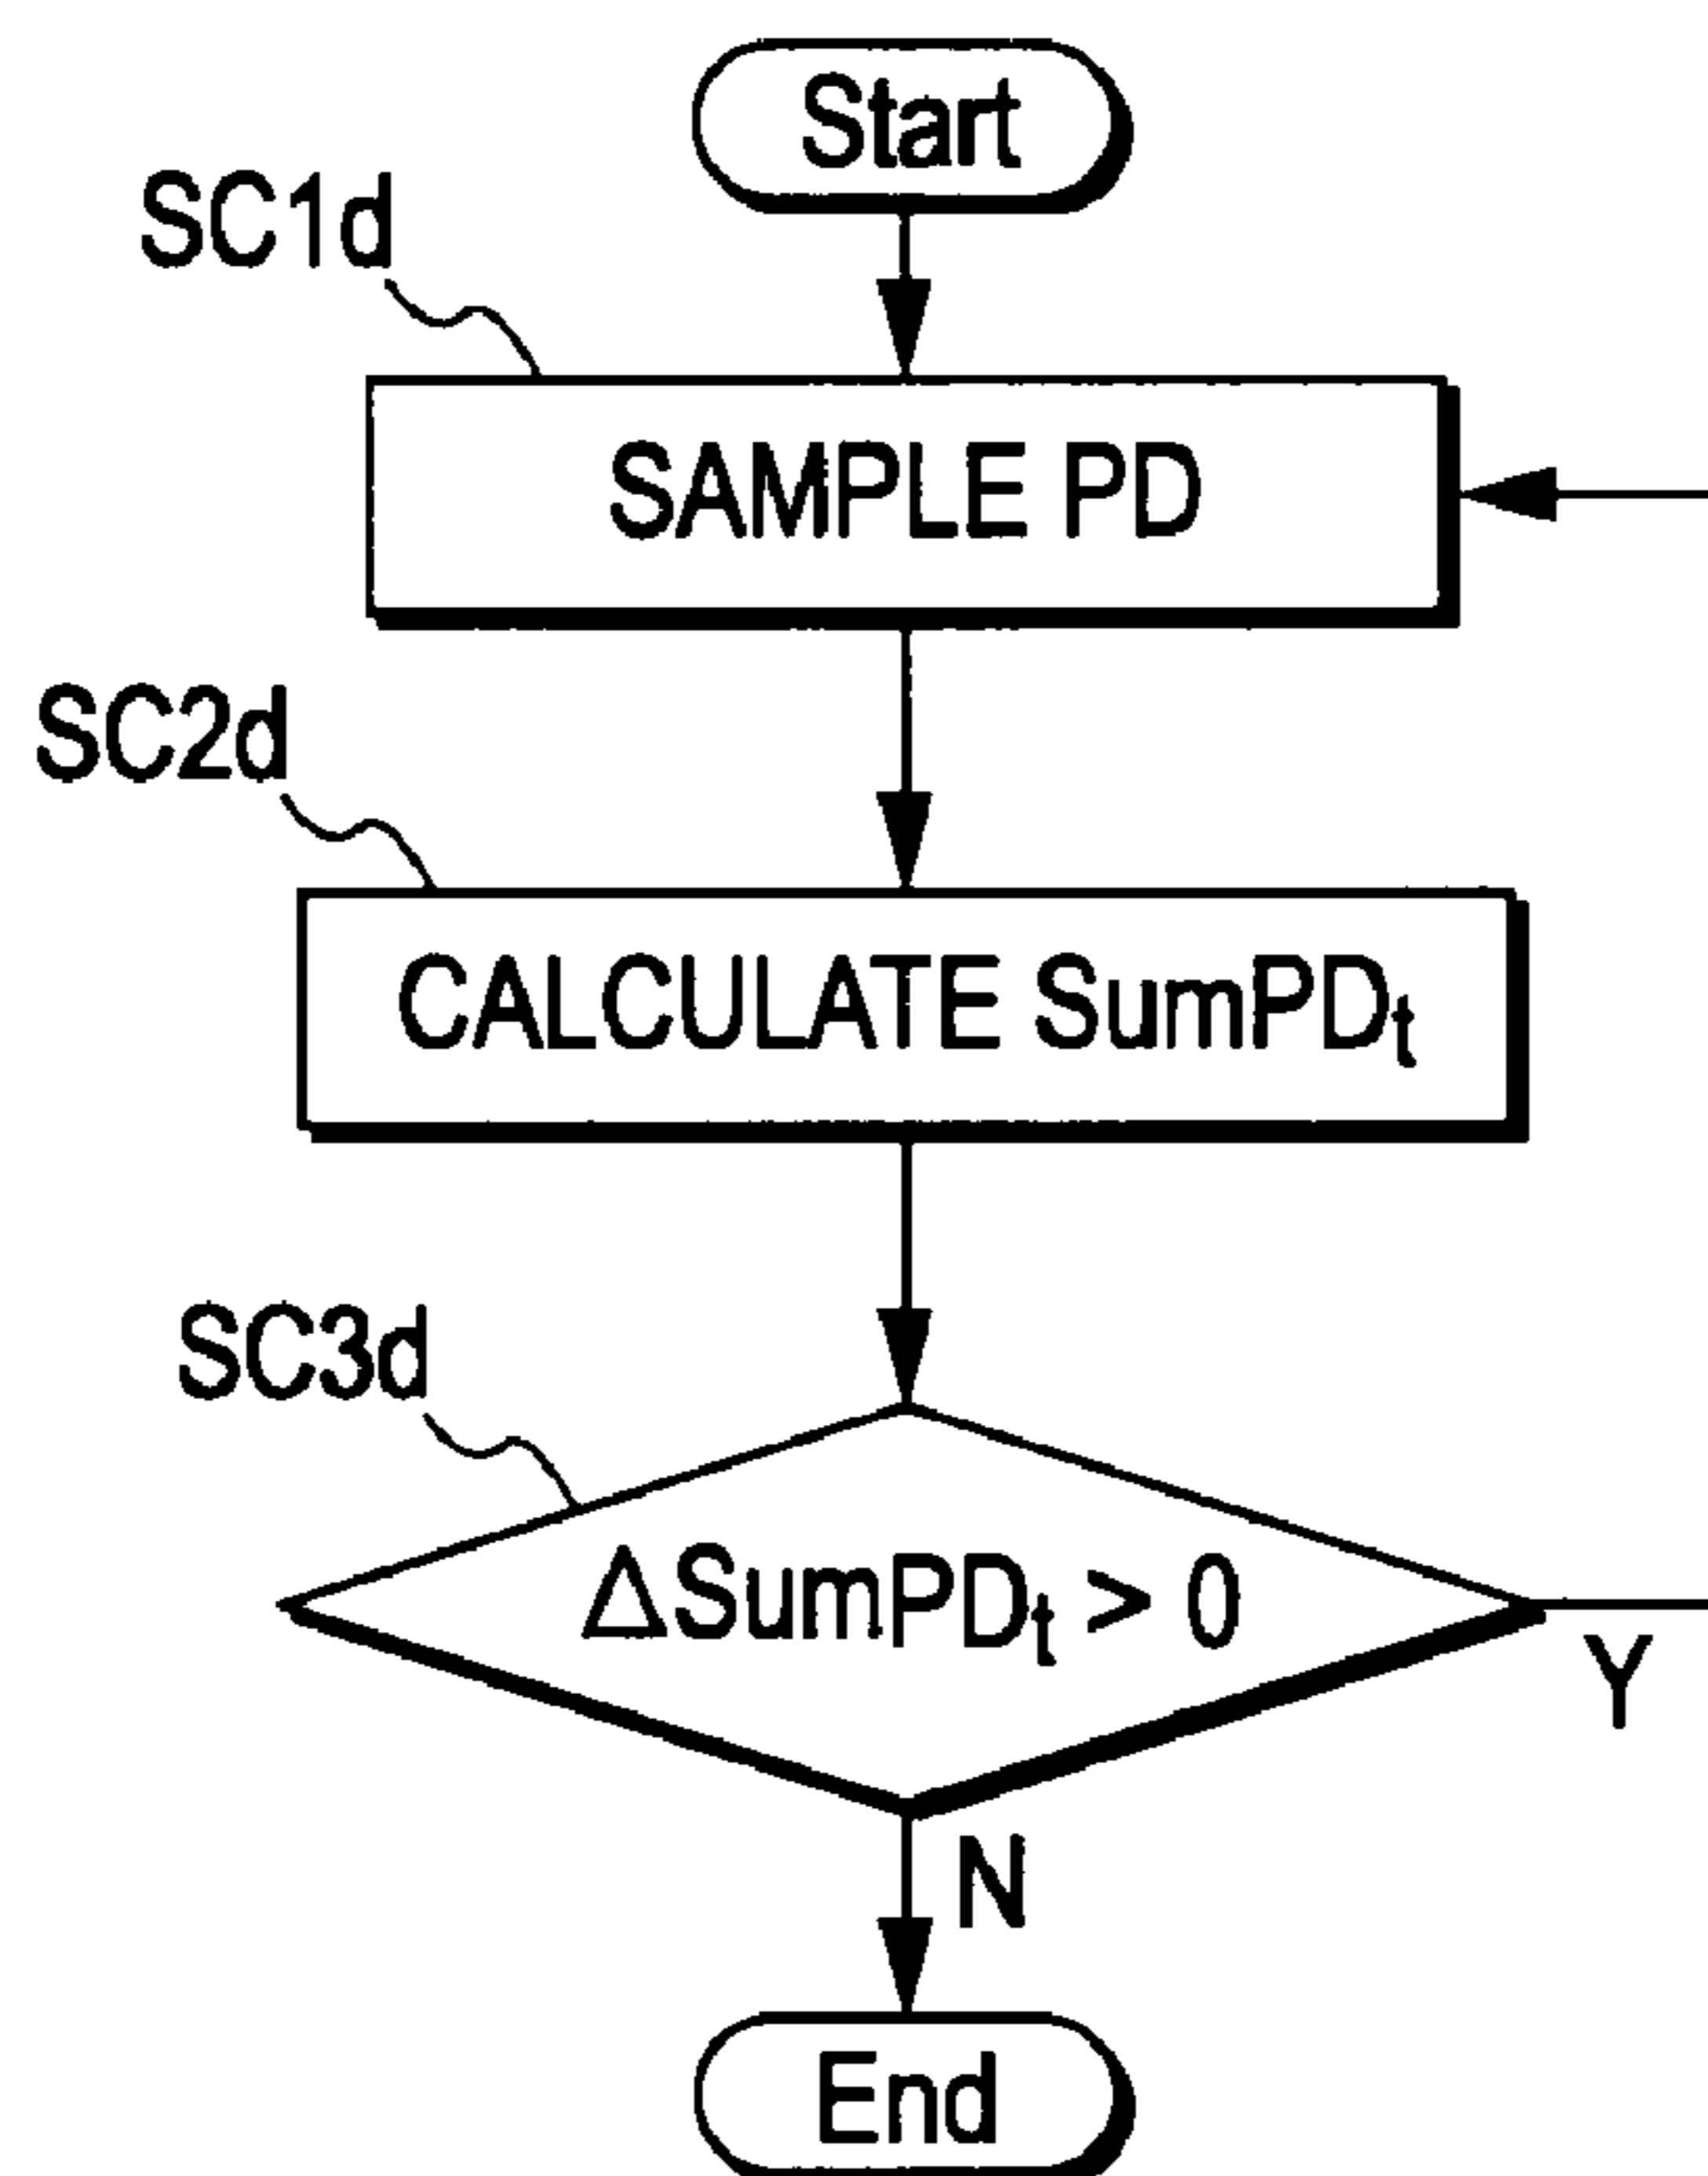 Start
SC1d
SAMPLE PD
SC2d
CALCULATE SumPDt
SC3d
ΔSumPDt > 0
Y
N
End